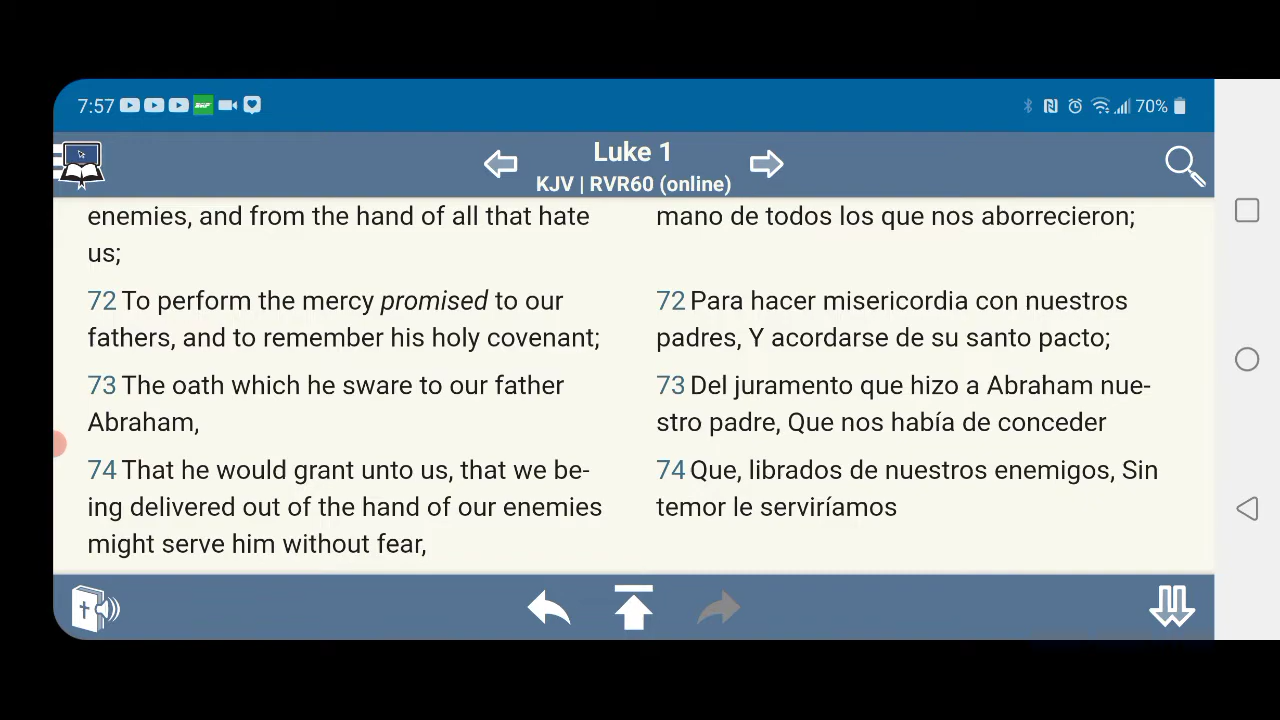 7:57
70%
Luke 1
KJV | RVR60 (online)
enemies, and from the hand of all that hate
us;
72 To perform the mercy promised to our
fathers, and to remember his holy covenant;
73 The oath which he sware to our father
Abraham,
74 That he would grant unto us, that we be-
ing delivered out of the hand of our enemies
might serve him without fear,
mano de todos los que nos aborrecieron;
72 Para hacer misericordia con nuestros
padres, Y acordarse de su santo pacto;
73 Del juramento que hizo a Abraham nue-
stro padre, Que nos había de conceder
74 Que, librados de nuestros enemigos, Sin
temor le serviríamos